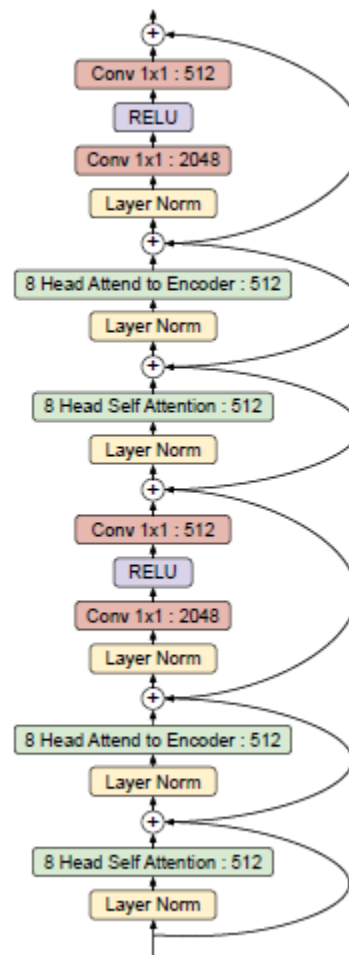 +
Conv 1x1 : 512
RELU
Conv 1x1 : 2048
Layer Norm
+
8 Head Attend to Encoder : 512
Layer Norm
+
8 Head Self Attention : 512
Layer Norm
+
Conv 1x1 : 512
RELU
Conv 1x1 : 2048
Layer Norm
+
8 Head Attend to Encoder : 512
Layer Norm
+
8 Head Self Attention : 512
Layer Norm